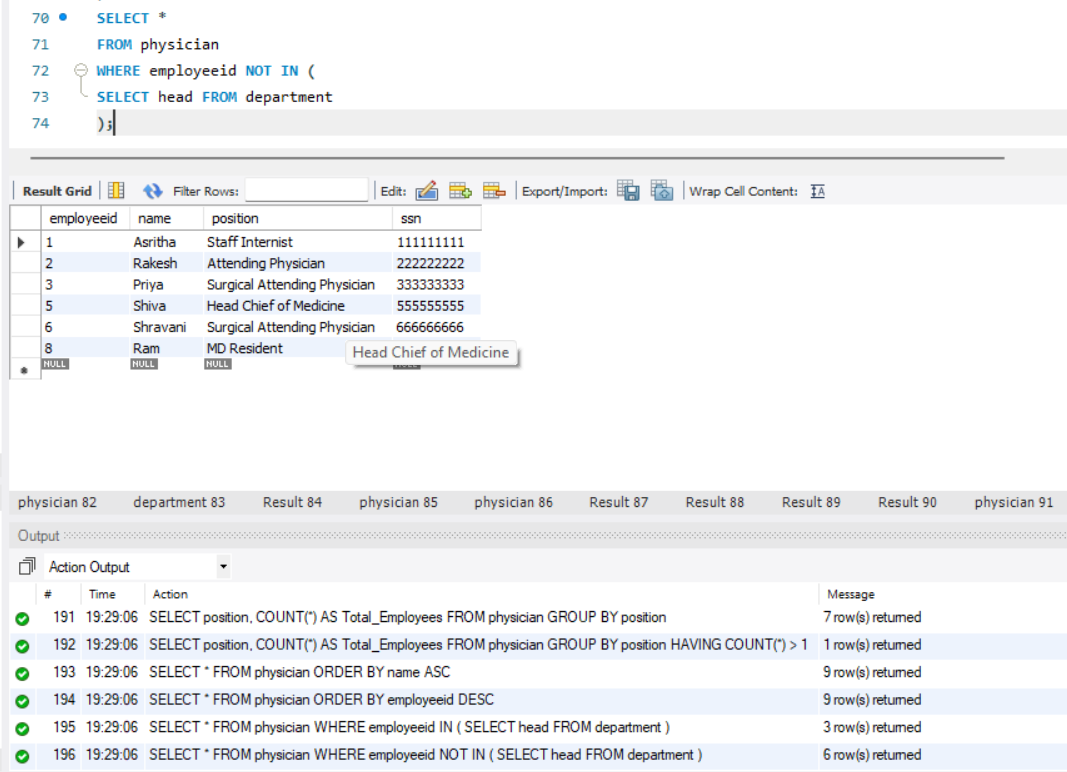 70 SELECT *
71 FROM physician
72 WHERE employeeid NOT IN (
73 SELECT head FROM department
74 );
Result Grid Filter Rows: Edit: Export/Import: Wrap Cell Content: IA
employeeid name position ssn
1 Asritha Staff Internist 111111111
2 Rakesh Attending Physician 222222222
3 Priya Surgical Attending Physician 333333333
5 Shiva Head Chief of Medicine 555555555
6 Shravani Surgical Attending Physician 666666666
8 Ram MD Resident
Head Chief of Medicine
NULL NULL NULL NULL
physician 82 department 83 Result 84 physician 85 physician 86 Result 87 Result 88 Result 89 Result 90 physician 91
Output
Action Output
# Time Action Message
191 19:29:06 SELECT position, COUNT(*) AS Total_Employees FROM physician GROUP BY position 7 row(s) returned
192 19:29:06 SELECT position, COUNT(*) AS Total_Employees FROM physician GROUP BY position HAVING COUNT(*) > 1 1 row(s) returned
193 19:29:06 SELECT * FROM physician ORDER BY name ASC 9 row(s) returned
194 19:29:06 SELECT * FROM physician ORDER BY employeeid DESC 9 row(s) returned
195 19:29:06 SELECT * FROM physician WHERE employeeid IN ( SELECT head FROM department ) 3 row(s) returned
196 19:29:06 SELECT * FROM physician WHERE employeeid NOT IN ( SELECT head FROM department ) 6 row(s) returned